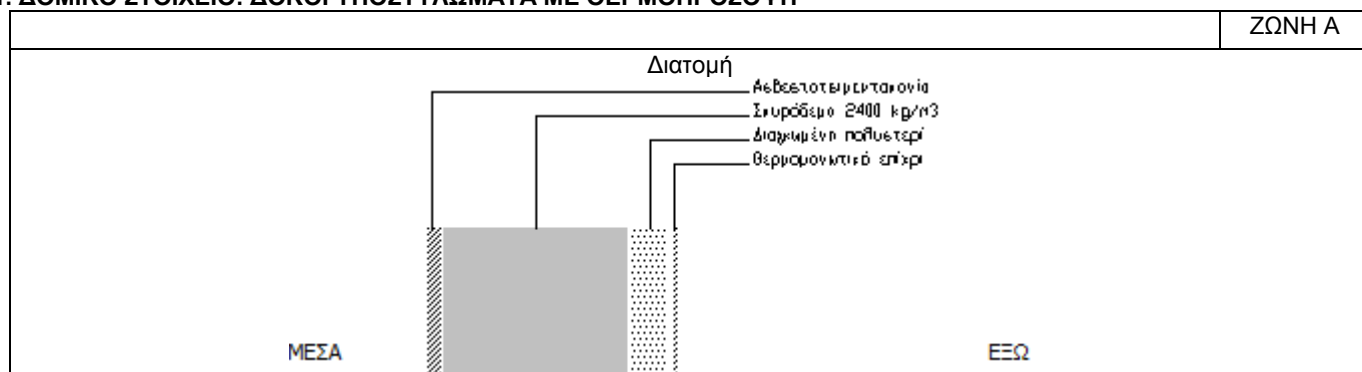 ΖΩΝΗ Α
Διατομή
Ασβεστοτσιμεντοκονία
Σκυρόδεμα 2400 kg/m3
Διογκωμένη πολυστερί
Θερμομονωτικό επίχρι
ΜΕΣΑ
ΕΞΩ